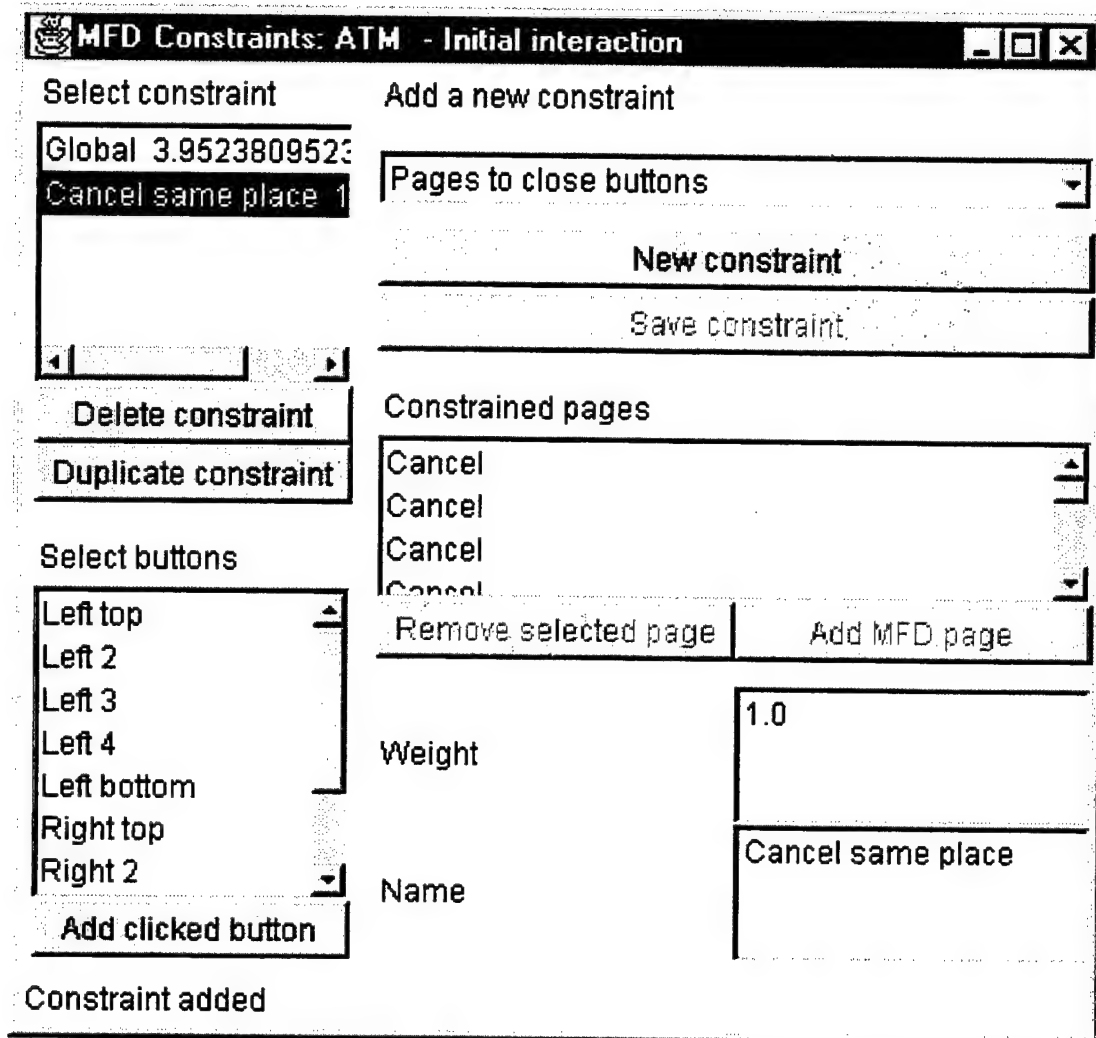 MFD Constraints: ATM - Initial interaction
Select constraint
Global 3.9523809523
Cancel same place 1
Delete constraint
Duplicate constraint
Select buttons
Left top
Left 2
Left 3
Left 4
Left bottom
Right top
Right 2
Add clicked button
Add a new constraint
Pages to close buttons
New constraint
Save constraint
Constrained pages
Cancel
Cancel
Cancel
Cancel
Remove selected page
Add MFD page
Weight
1.0
Name
Cancel same place
Constraint added